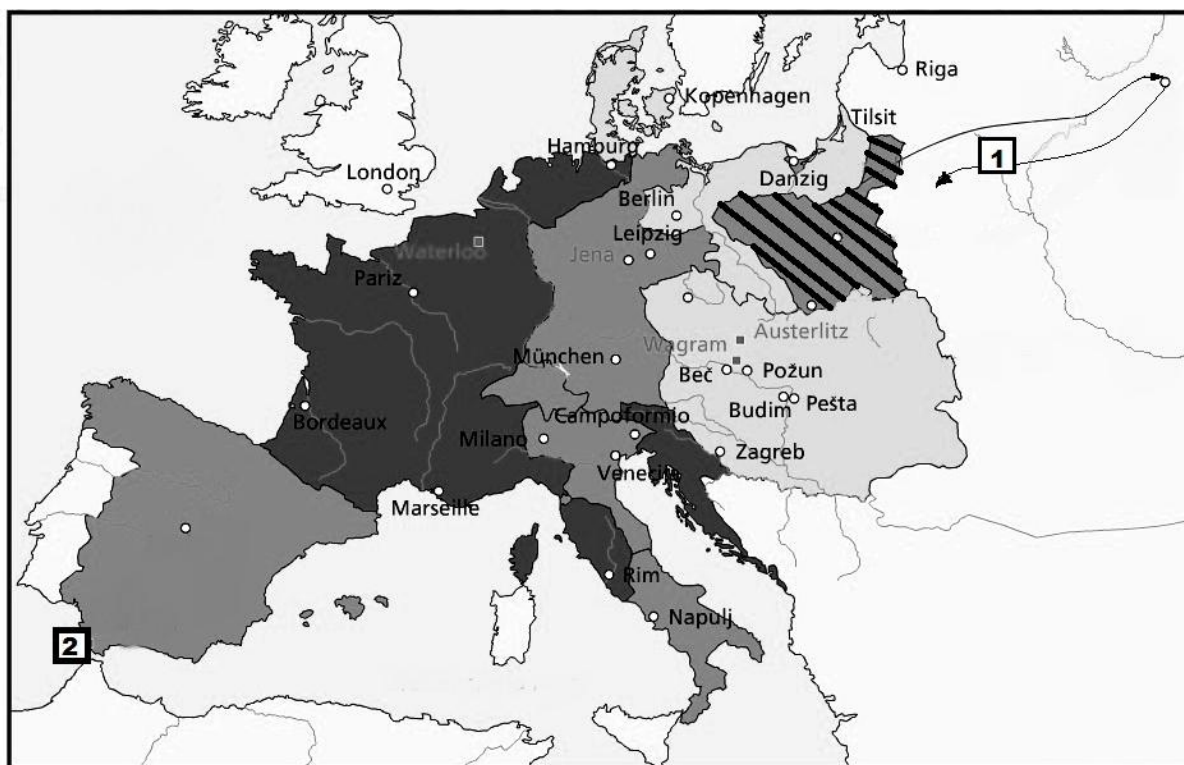 Riga
Kopenhagen
Tilsit
Hamburg
1
London
Danzig
Berlin
Leipzig
Waterloo
Jena
Pariz
Austerlitz
Wagram
München
Beč
Požun
Budim
Pešta
Bordeaux
Campoformio
Milano
Zagreb
Venecija
Marseille
Rim
Napulj
2